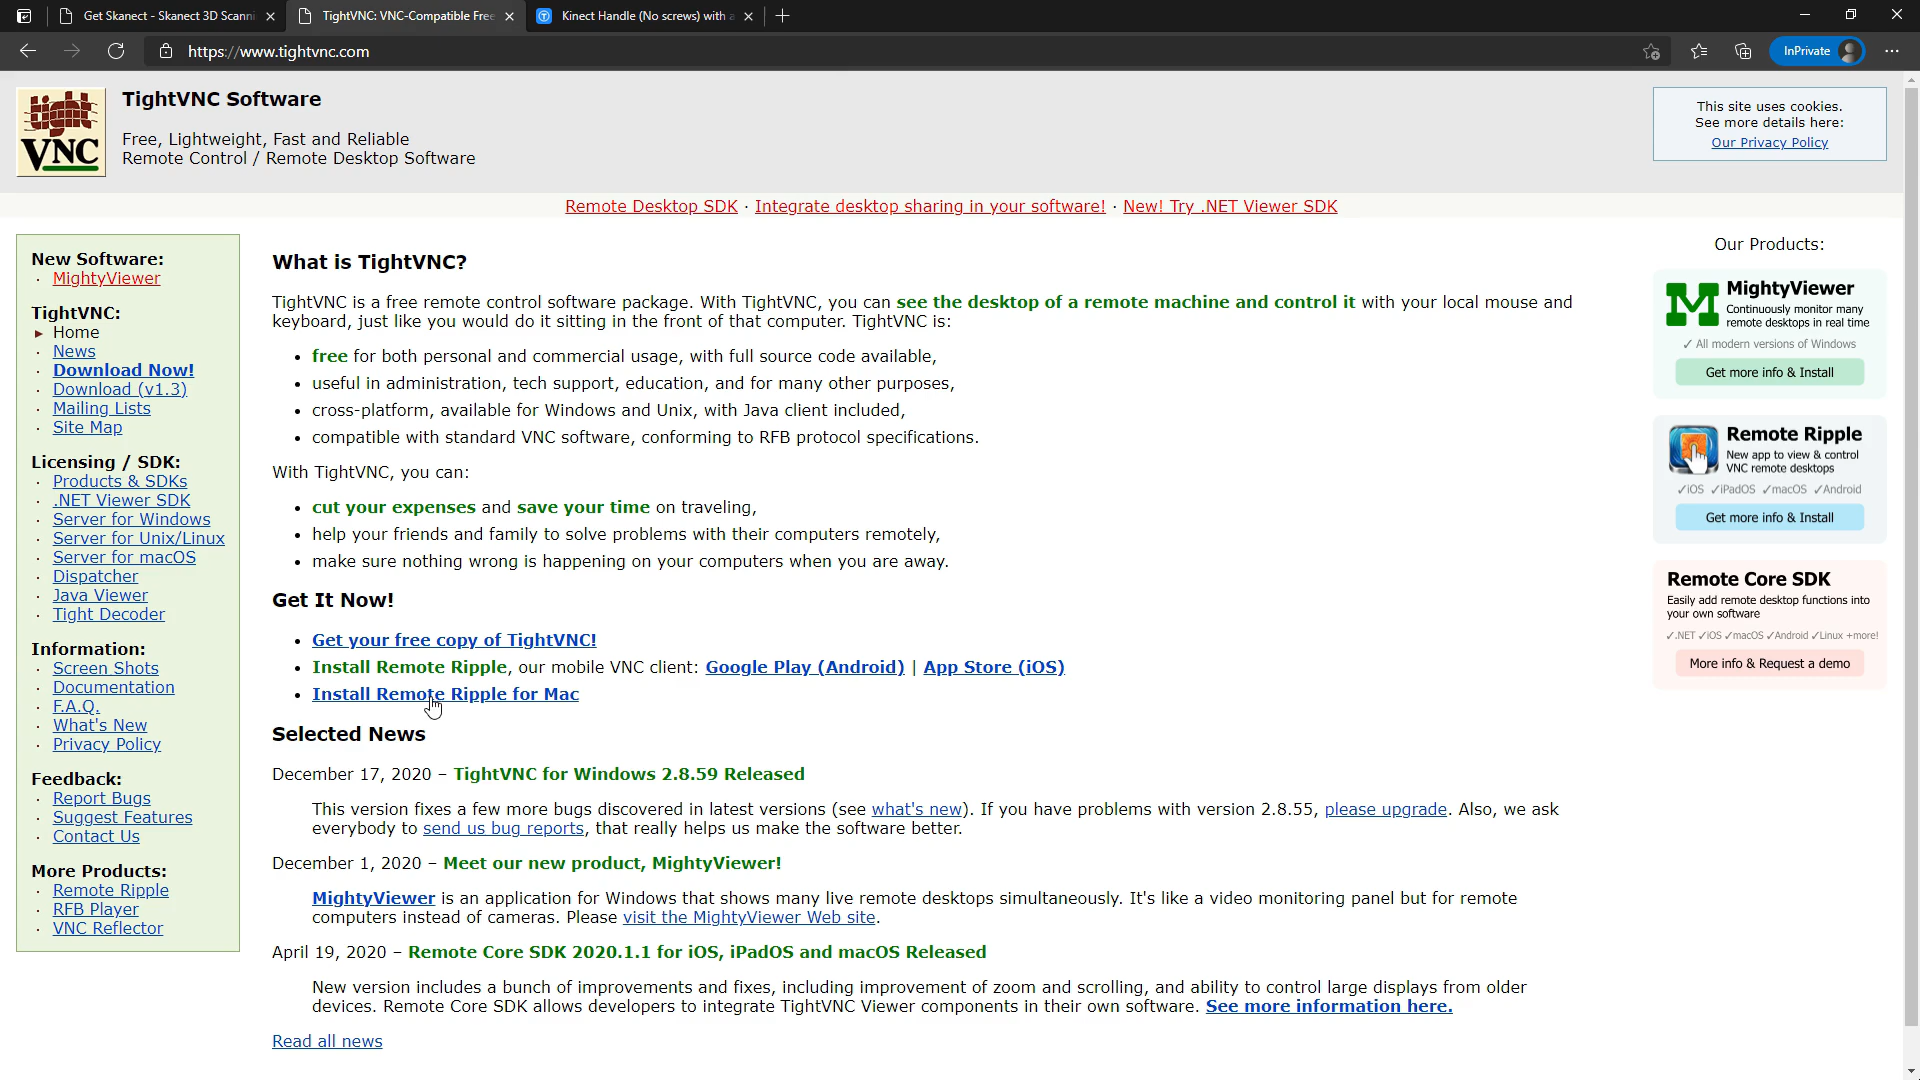 Get Skanect - Skanect 3D Scanni
TightVNC: VNC-Compatible Free
Kinect Handle (No screws) with a
https://www.tightvnc.com
InPrivate
VNC
TightVNC Software
Free, Lightweight, Fast and Reliable
Remote Control / Remote Desktop Software
This site uses cookies.
See more details here:
Our Privacy Policy
Remote Desktop SDK · Integrate desktop sharing in your software! · New! Try .NET Viewer SDK
New Software:
· MightyViewer
TightVNC:
Home
· News
· Download Now!
· Download (v1.3)
· Mailing Lists
· Site Map
Licensing / SDK:
· Products & SDKs
· .NET Viewer SDK
· Server for Windows
· Server for Unix/Linux
· Server for macOS
· Dispatcher
· Java Viewer
· Tight Decoder
Information:
· Screen Shots
· Documentation
· F.A.Q.
· What's New
· Privacy Policy
Feedback:
· Report Bugs
· Suggest Features
· Contact Us
More Products:
· Remote Ripple
· RFB Player
· VNC Reflector
What is TightVNC?
TightVNC is a free remote control software package. With TightVNC, you can see the desktop of a remote machine and control it with your local mouse and
keyboard, just like you would do it sitting in the front of that computer. TightVNC is:
• free for both personal and commercial usage, with full source code available,
• useful in administration, tech support, education, and for many other purposes,
• cross-platform, available for Windows and Unix, with Java client included,
• compatible with standard VNC software, conforming to RFB protocol specifications.
With TightVNC, you can:
• cut your expenses and save your time on traveling,
• help your friends and family to solve problems with their computers remotely,
• make sure nothing wrong is happening on your computers when you are away.
Get It Now!
• Get your free copy of TightVNC!
• Install Remote Ripple, our mobile VNC client: Google Play (Android) | App Store (iOS)
• Install Remote Ripple for Mac
Selected News
December 17, 2020 – TightVNC for Windows 2.8.59 Released
This version fixes a few more bugs discovered in latest versions (see what's new). If you have problems with version 2.8.55, please upgrade. Also, we ask
everybody to send us bug reports, that really helps us make the software better.
December 1, 2020 – Meet our new product, MightyViewer!
MightyViewer is an application for Windows that shows many live remote desktops simultaneously. It's like a video monitoring panel but for remote
computers instead of cameras. Please visit the MightyViewer Web site.
April 19, 2020 – Remote Core SDK 2020.1.1 for iOS, iPadOS and macOS Released
New version includes a bunch of improvements and fixes, including improvement of zoom and scrolling, and ability to control large displays from older
devices. Remote Core SDK allows developers to integrate TightVNC Viewer components in their own software. See more information here.
Read all news
Our Products:
MightyViewer
Continuously monitor many
remote desktops in real time
✓ All modern versions of Windows
Get more info & Install
Remote Ripple
New app to view & control
VNC remote desktops
✓iOS ✓iPadOS ✓macOS ✓Android
Get more info & Install
Remote Core SDK
Easily add remote desktop functions into
your own software
✓.NET ✓iOS ✓macOS ✓Android ✓Linux +more!
More info & Request a demo